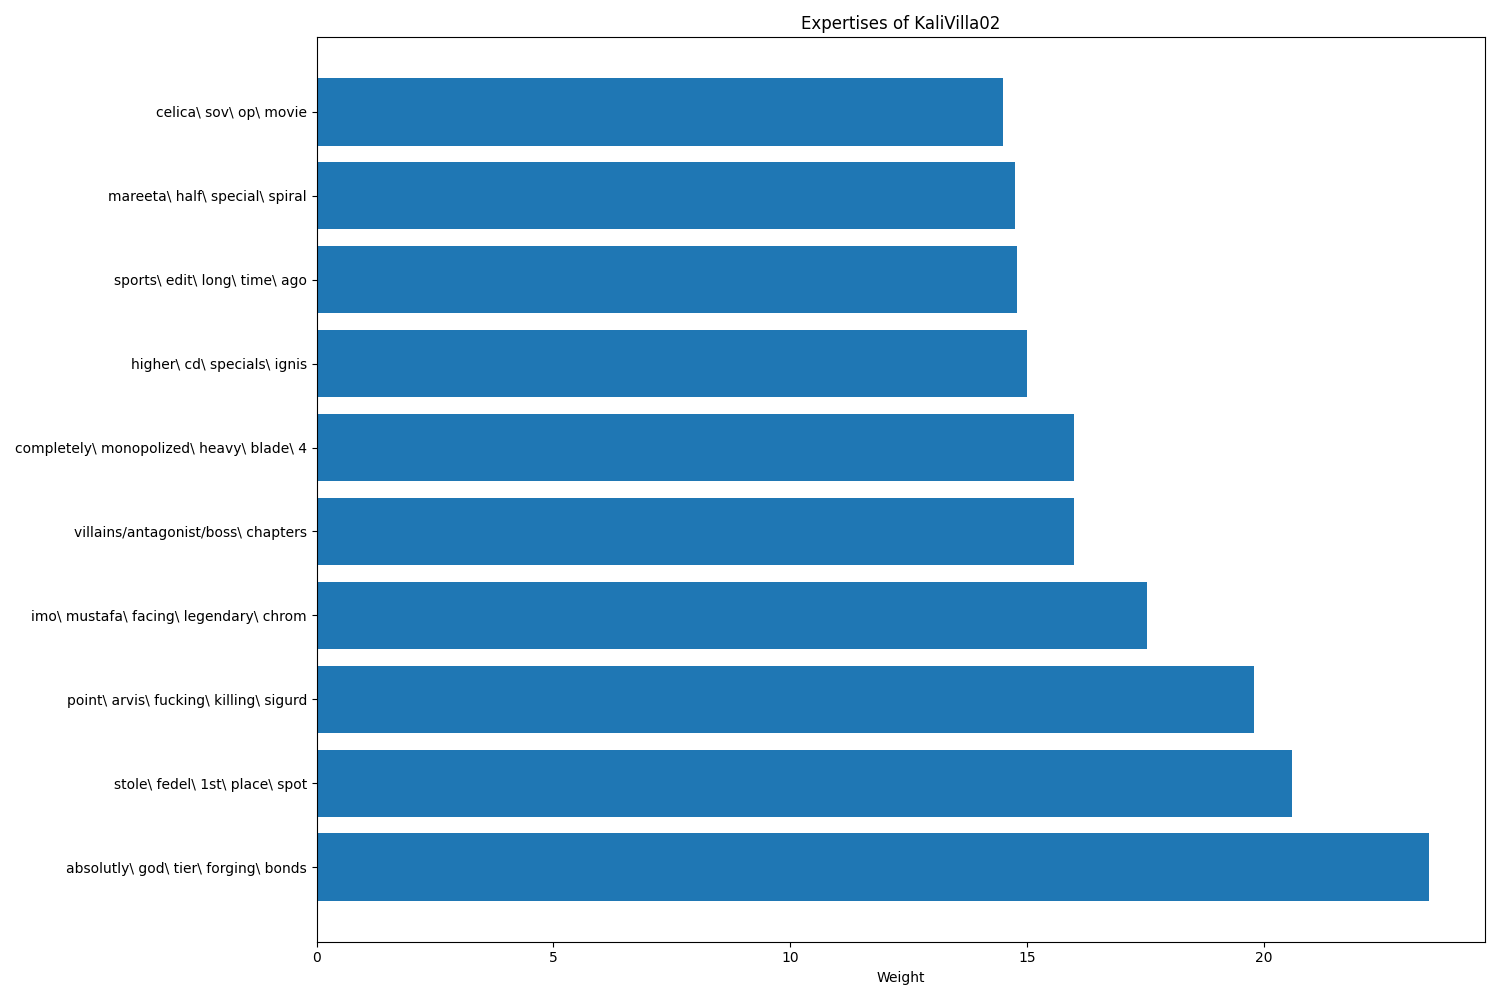 Expertises of KaliVilla02
celica\ sov\ op\ movie
mareeta\ half\ special\ spiral
sports\ edit\ long\ time\ ago
higher\ cd\ specials\ ignis
completely\ monopolized\ heavy\ blade\ 4
villains/antagonist/boss\ chapters
imo\ mustafa\ facing\ legendary\ chrom
point\ arvis\ fucking\ killing\ sigurd
stole\ fedel\ 1st\ place\ spot
absolutly\ god\ tier\ forging\ bonds
0 5 10 15 20
Weight